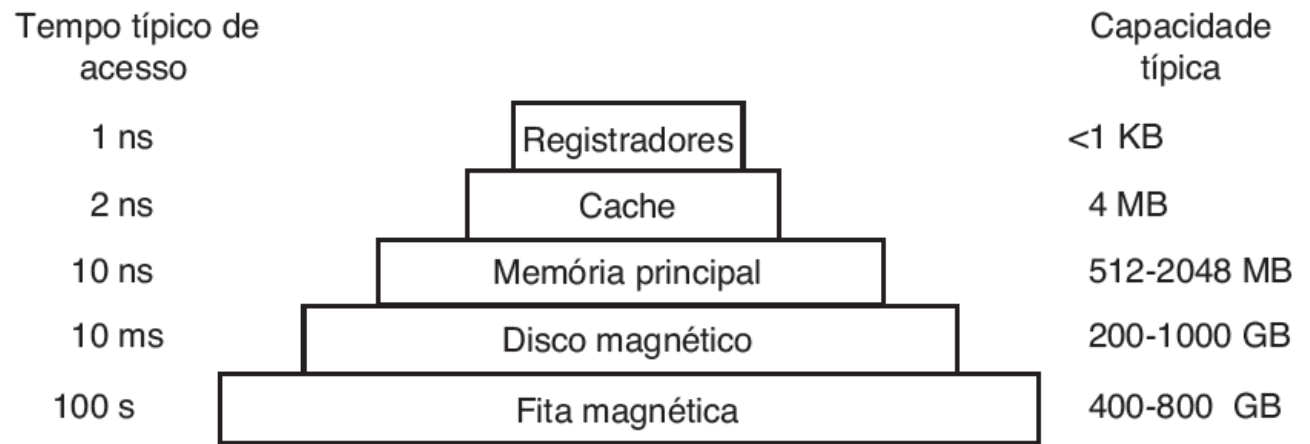 Tempo típico de
acesso
Capacidade
típica
1 ns
Registradores
<1 KB
2 ns
Cache
4 MB
10 ns
Memória principal
512-2048 MB
10 ms
Disco magnético
200-1000 GB
100 s
Fita magnética
400-800 GB